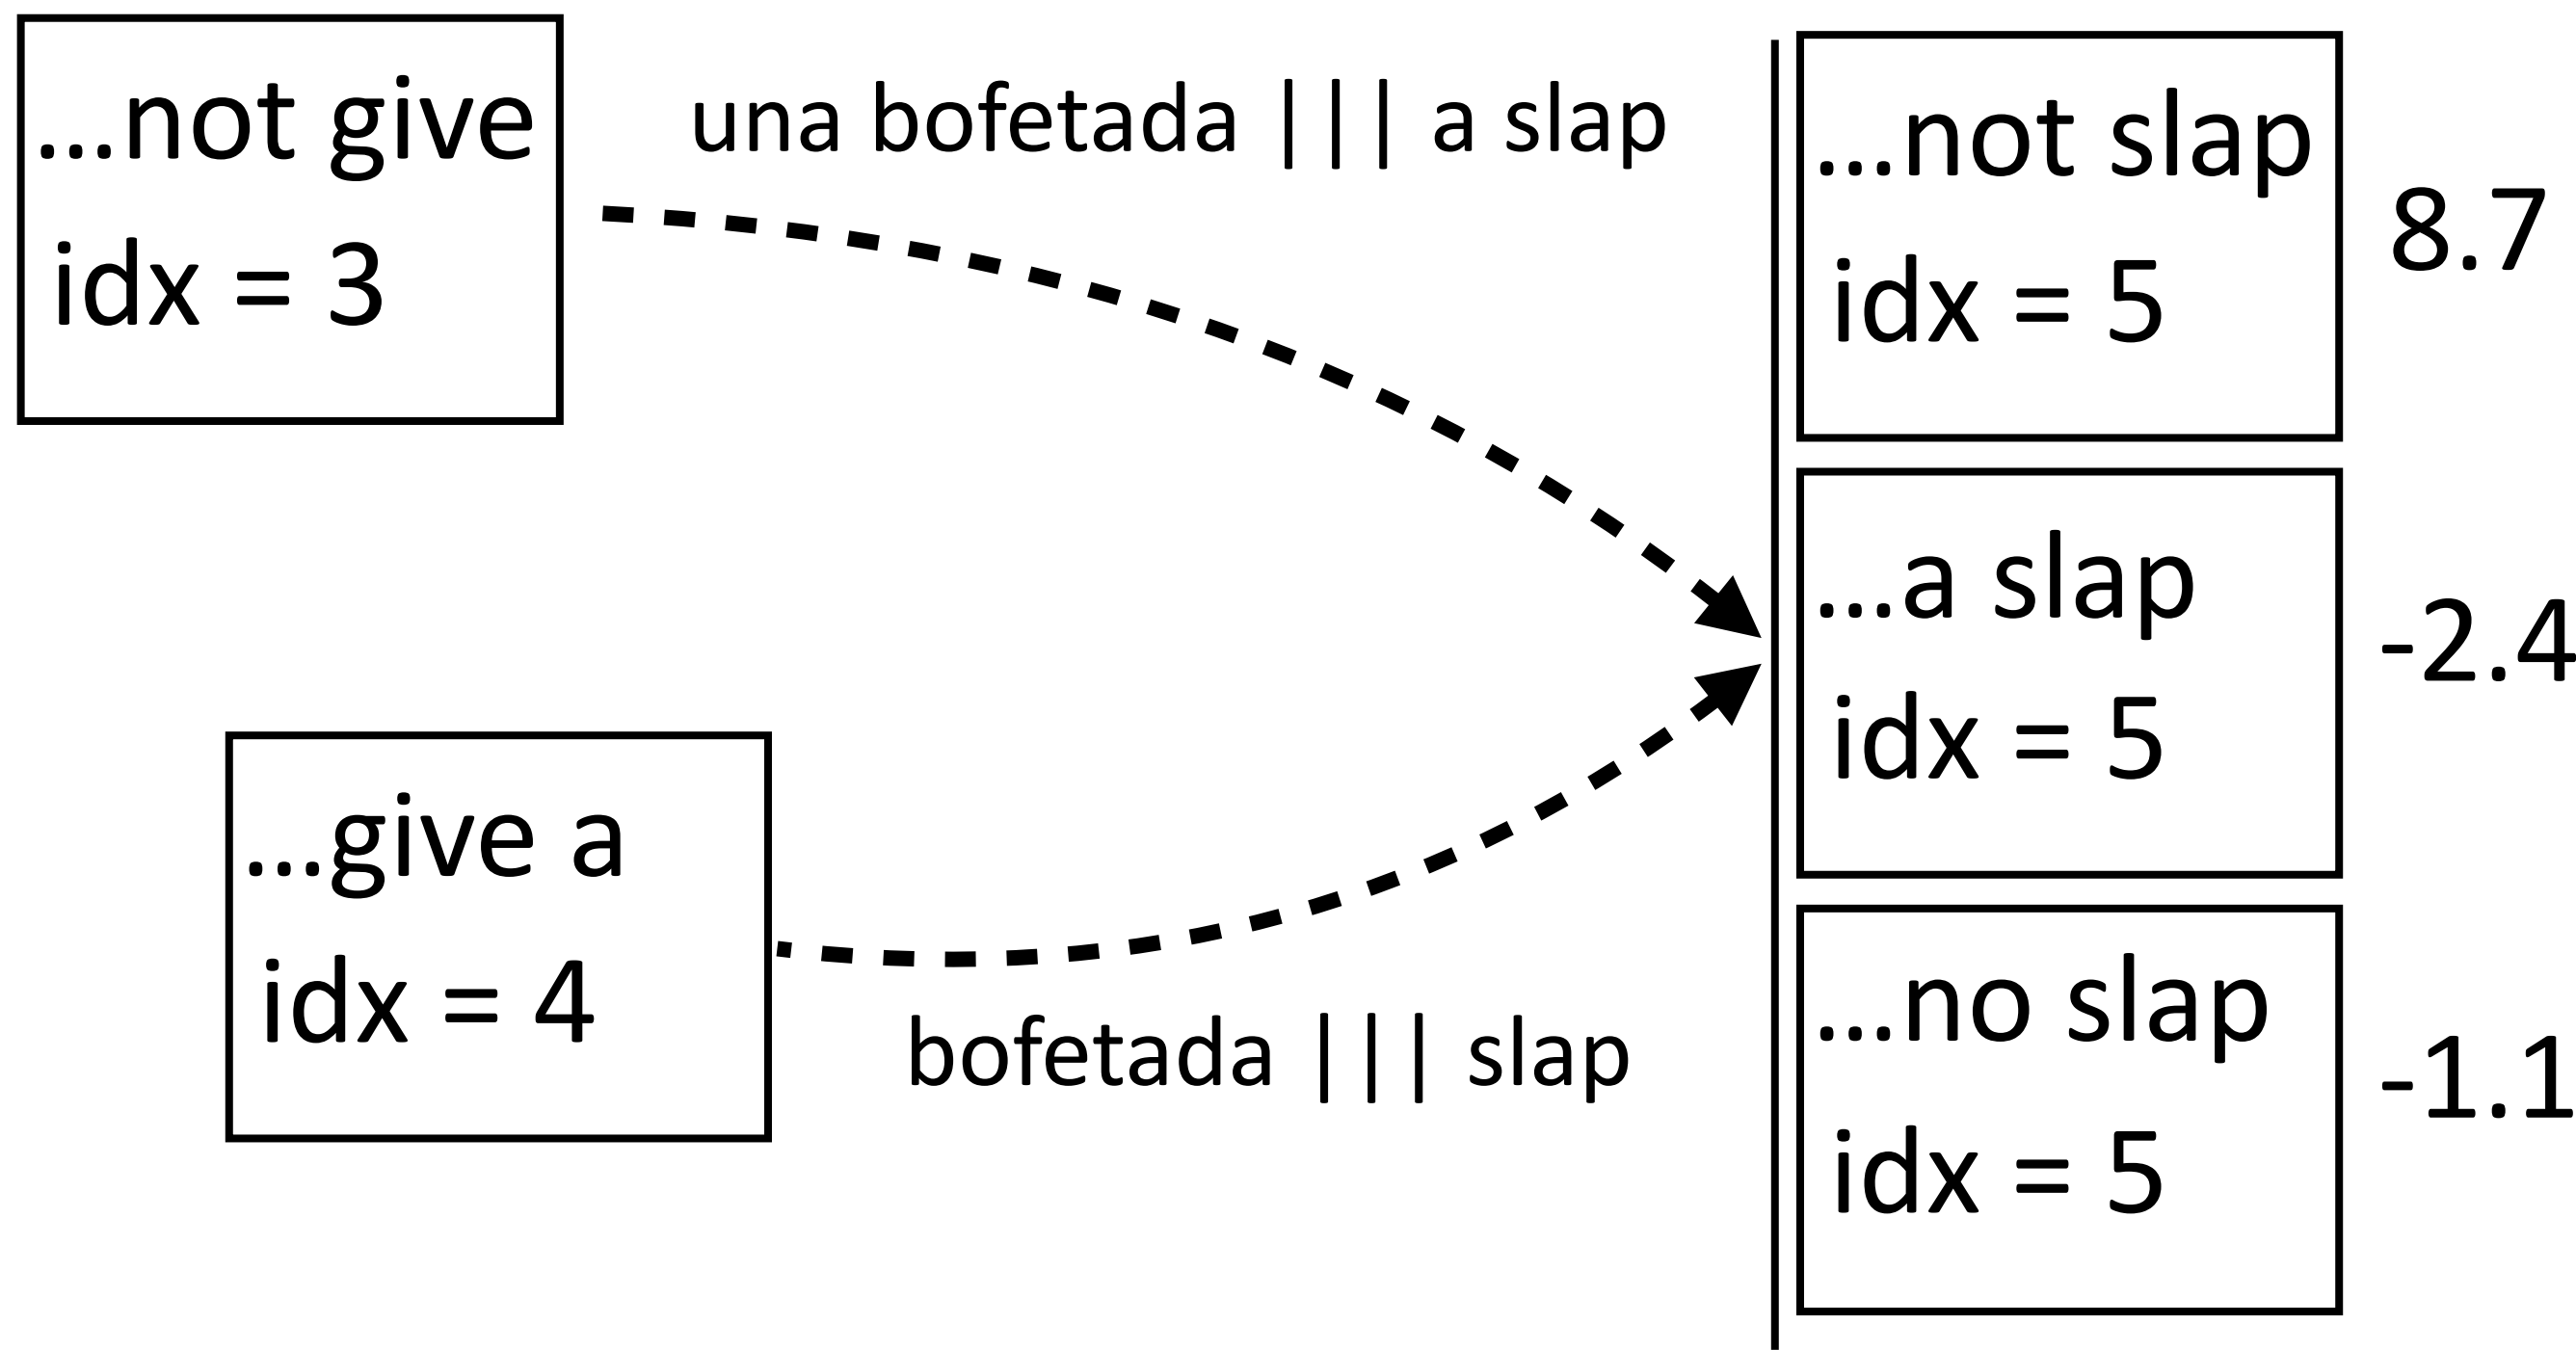 …not give
idx = 3
una bofetada ||| a slap
…not slap
idx = 5
8.7
…a slap
idx = 5
-2.4
…give a
idx = 4
bofetada ||| slap
…no slap
idx = 5
-1.1